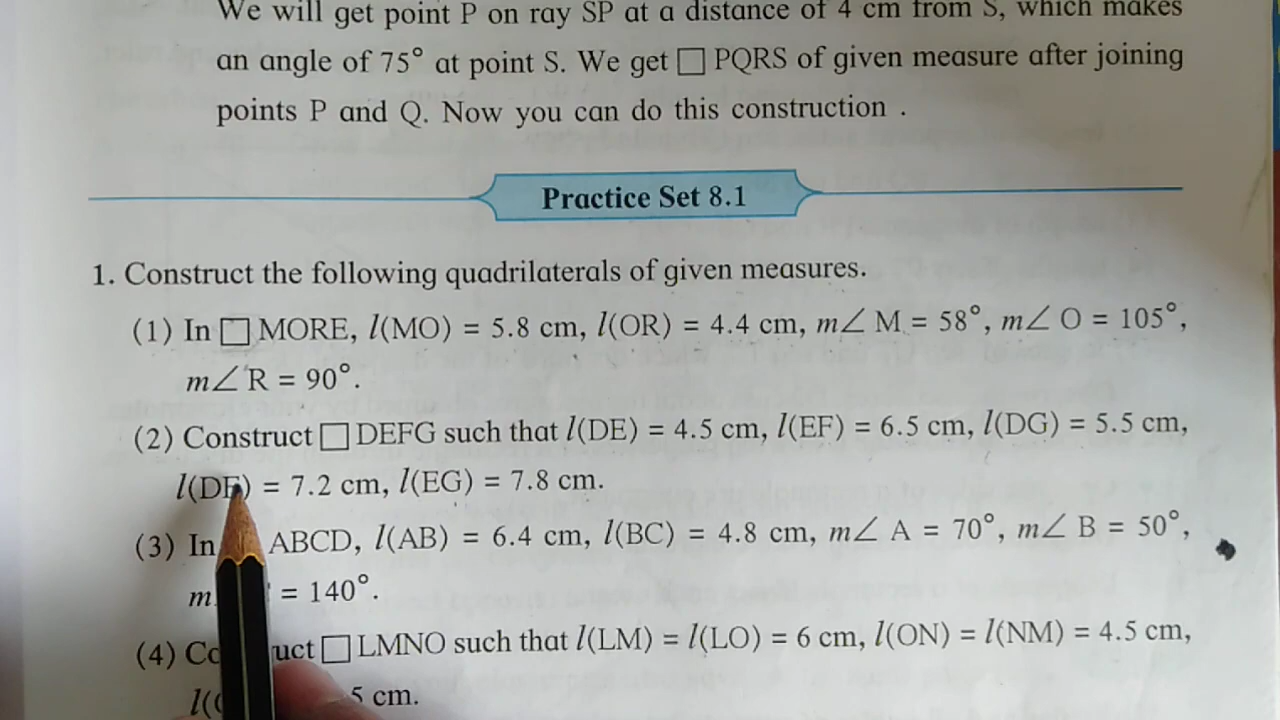 We will get point P on ray SP at a distance of 4 cm from S, which makes
an angle of 75° at point S. We get □ PQRS of given measure after joining
points P and Q. Now you can do this construction .
Practice Set 8.1
1. Construct the following quadrilaterals of given measures.
(1) In □ MORE, l(MO) = 5.8 cm, l(OR) = 4.4 cm, m∠ M = 58°, m∠ O = 105°,
m∠ R = 90°.
(2) Construct □ DEFG such that l(DE) = 4.5 cm, l(EF) = 6.5 cm, l(DG) = 5.5 cm,
l(DF) = 7.2 cm, l(EG) = 7.8 cm.
(3) In ABCD, l(AB) = 6.4 cm, l(BC) = 4.8 cm, m∠ A = 70°, m∠ B = 50°,
m = 140°.
(4) □ LMNO such that l(LM) = l(LO) = 6 cm, l(ON) = l(NM) = 4.5 cm,
5 cm.